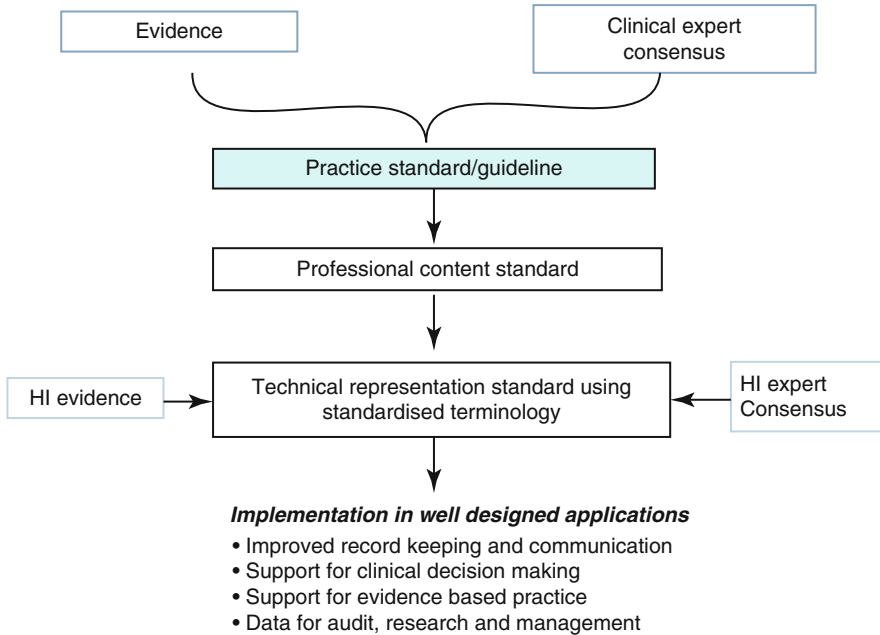 Evidence
Clinical expert
consensus
Practice standard/guideline
Professional content standard
HI evidence
Technical representation standard using
standardised terminology
HI expert
Consensus
Implementation in well designed applications
• Improved record keeping and communication
• Support for clinical decision making
• Support for evidence based practice
• Data for audit, research and management